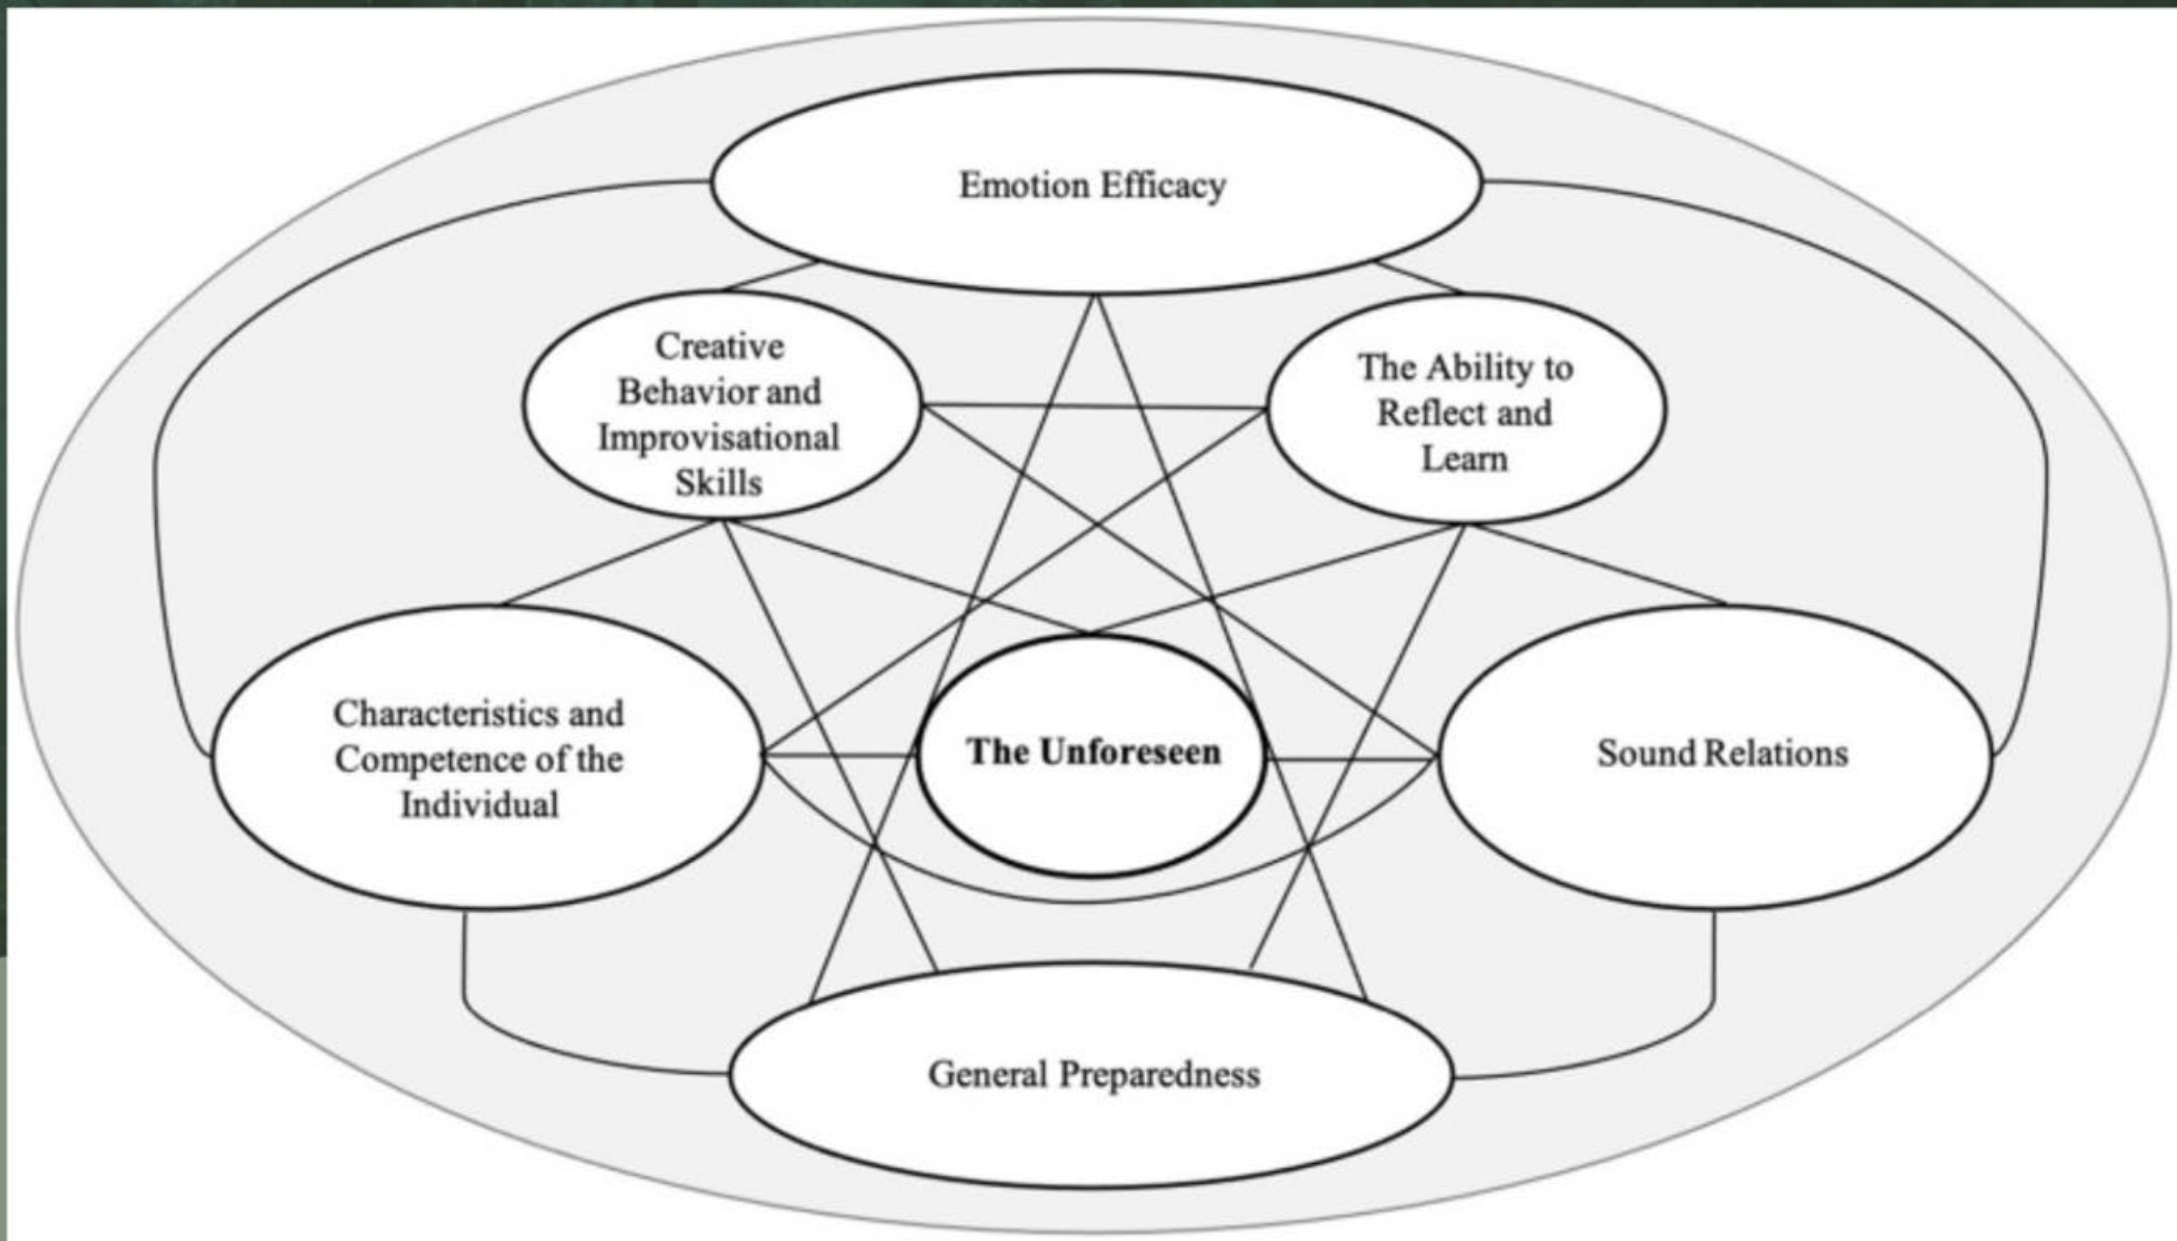 Emotion Efficacy
Creative
Behavior and
Improvisational
Skills
The Ability to
Reflect and
Learn
Characteristics and
Competence of the
Individual
The Unforeseen
Sound Relations
General Preparedness